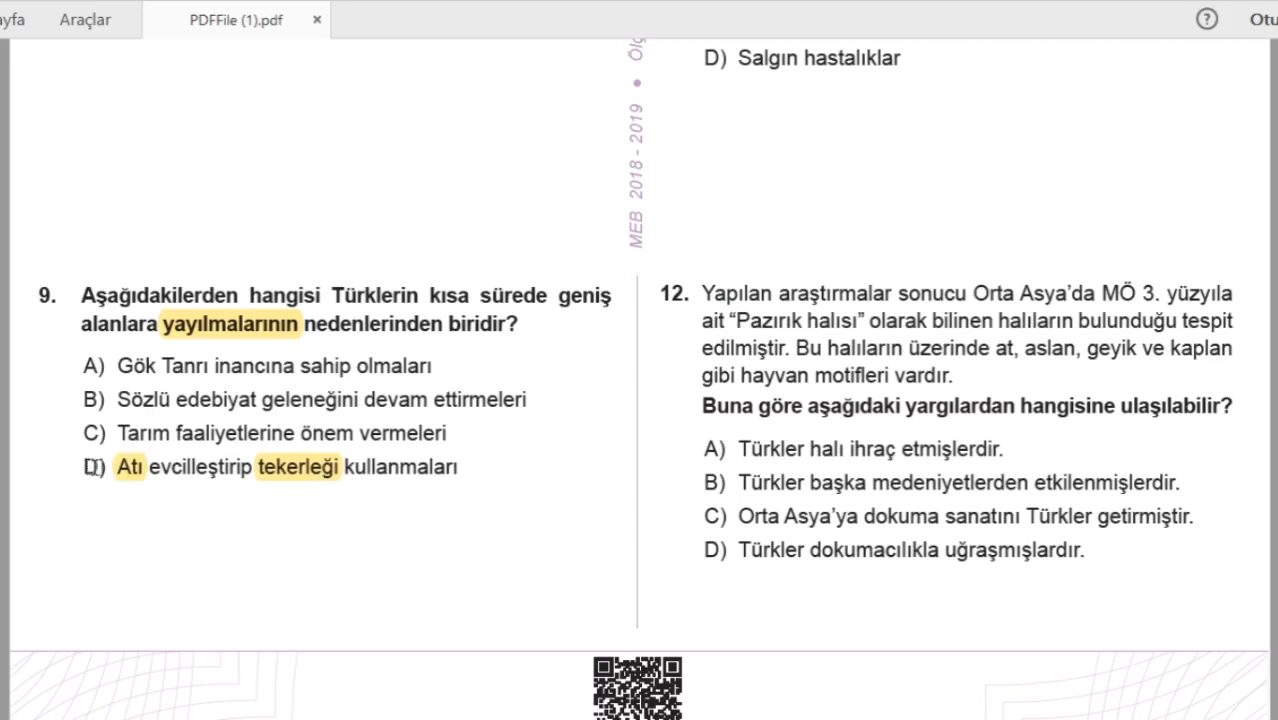 ayfa
Araçlar
PDFFile (1).pdf
×
?
Otu
MEB 2018 - 2019 • Ölç
9. Aşağıdakilerden hangisi Türklerin kısa sürede geniş
alanlara yayılmalarının nedenlerinden biridir?
A) Gök Tanrı inancına sahip olmaları
B) Sözlü edebiyat geleneğini devam ettirmeleri
C) Tarım faaliyetlerine önem vermeleri
D) Atı evcilleştirip tekerleği kullanmaları
D) Salgın hastalıklar
12. Yapılan araştırmalar sonucu Orta Asya’da MÖ 3. yüzyıla
ait “Pazırık halısı” olarak bilinen halıların bulunduğu tespit
edilmiştir. Bu halıların üzerinde at, aslan, geyik ve kaplan
gibi hayvan motifleri vardır.
Buna göre aşağıdaki yargılardan hangisine ulaşılabilir?
A) Türkler halı ihraç etmişlerdir.
B) Türkler başka medeniyetlerden etkilenmişlerdir.
C) Orta Asya’ya dokuma sanatını Türkler getirmiştir.
D) Türkler dokumacılıkla uğraşmışlardır.